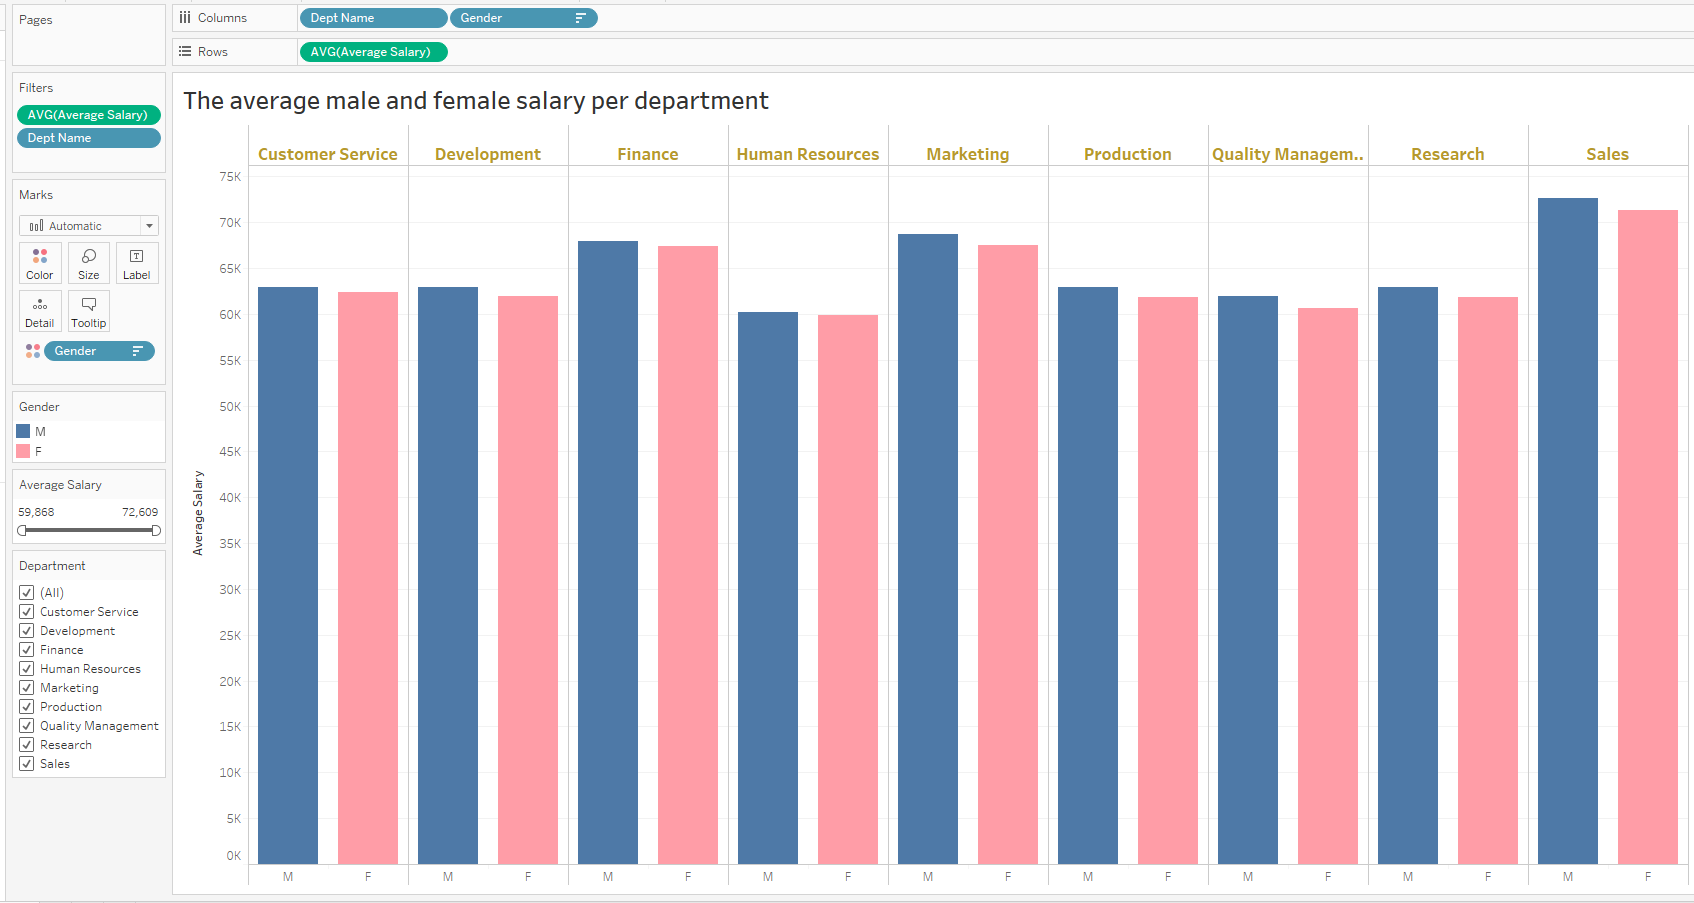 Pages
Columns
Dept Name
Gender
Rows
AVG(Average Salary)
Filters
AVG(Average Salary)
Dept Name
Marks
Automatic
Color
Size
Label
Detail
Tooltip
Gender
Gender
M
F
Average Salary
59,868 72,609
Department
(All)
Customer Service
Development
Finance
Human Resources
Marketing
Production
Quality Management
Research
Sales
The average male and female salary per department
Customer Service Development Finance Human Resources Marketing Production Quality Managem.. Research Sales
75K
70K
65K
60K
55K
50K
45K
40K
35K
30K
25K
20K
15K
10K
5K
0K
Average Salary
M F M F M F M F M F M F M F M F M F